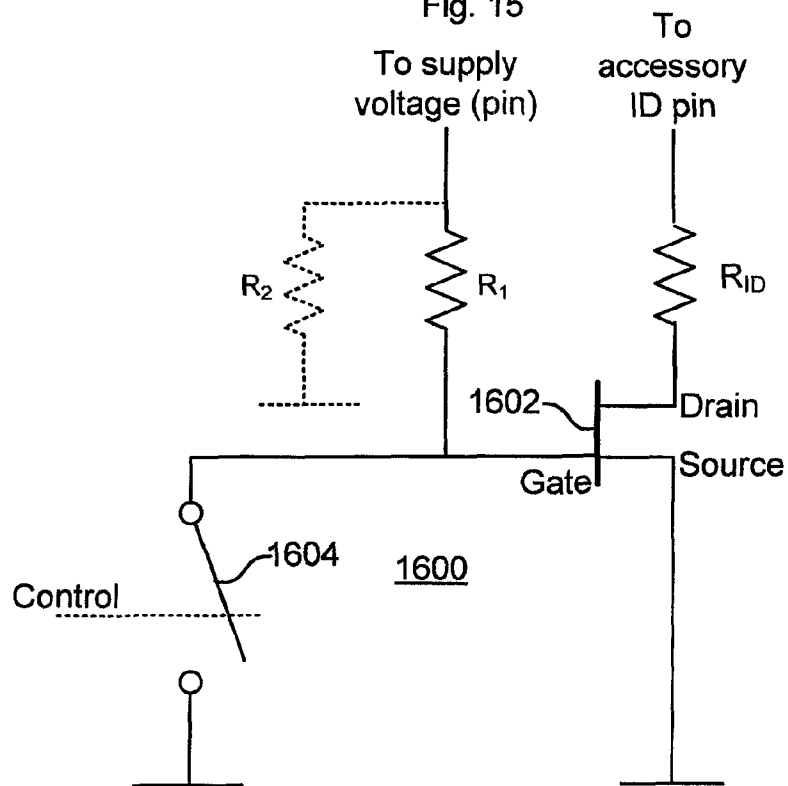 Fig. 15
To supply
voltage (pin)
To
accessory
ID pin
R2
R1
RID
1602
Drain
Gate
Source
1604
1600
Control